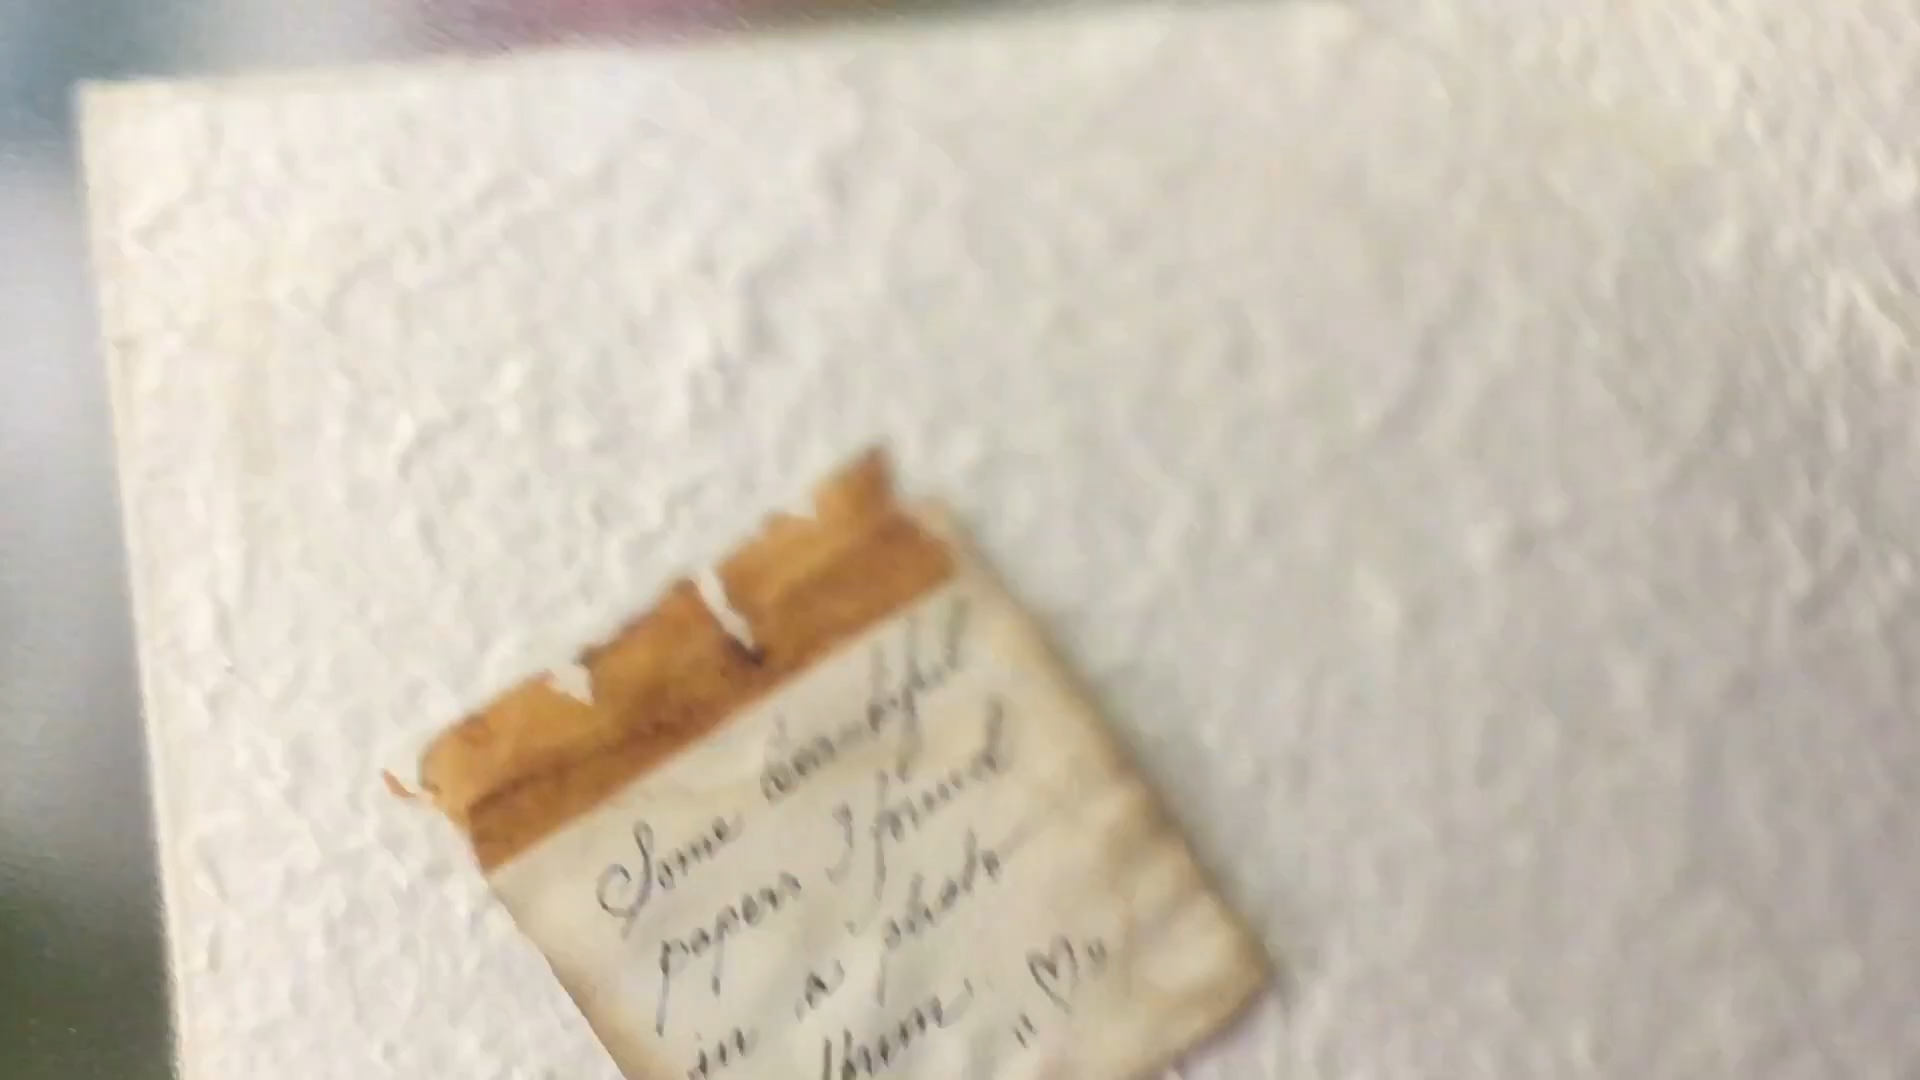 Some beautiful
papers I found
in a photo
them